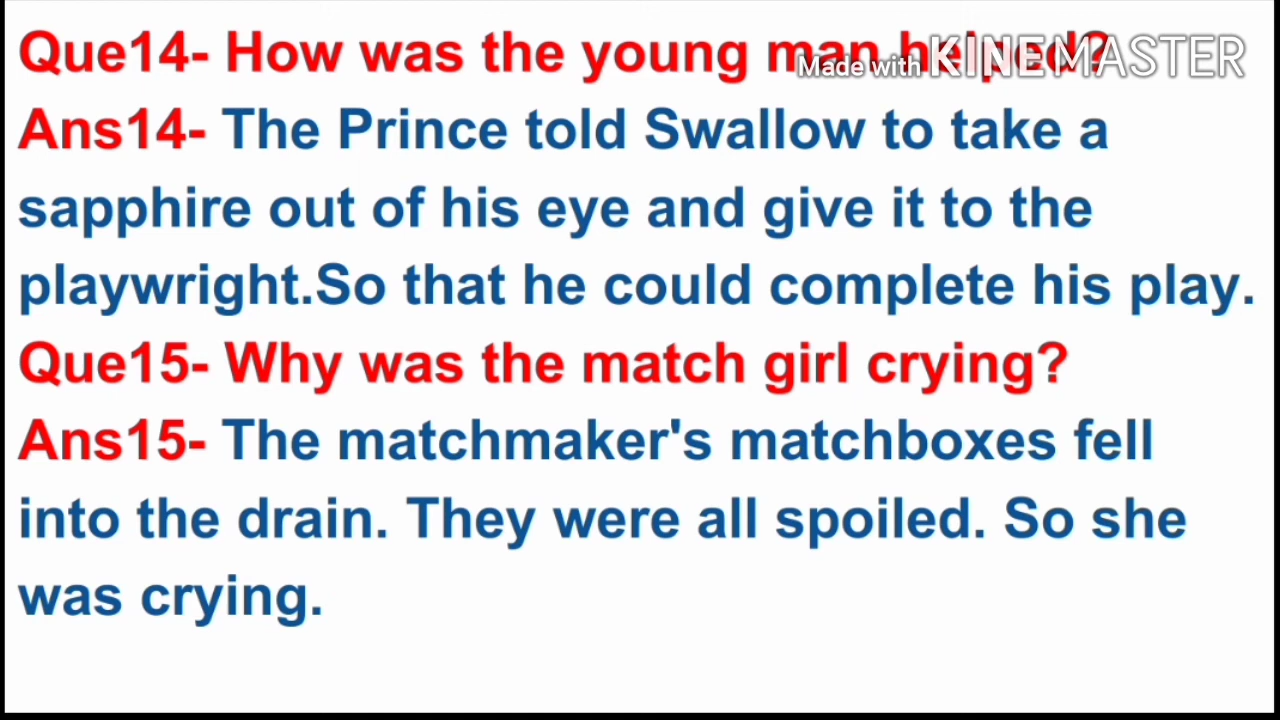 Que14- How was the young man helped?
Made with KINEMASTER
Ans14- The Prince told Swallow to take a
sapphire out of his eye and give it to the
playwright.So that he could complete his play.
Que15- Why was the match girl crying?
Ans15- The matchmaker's matchboxes fell
into the drain. They were all spoiled. So she
was crying.